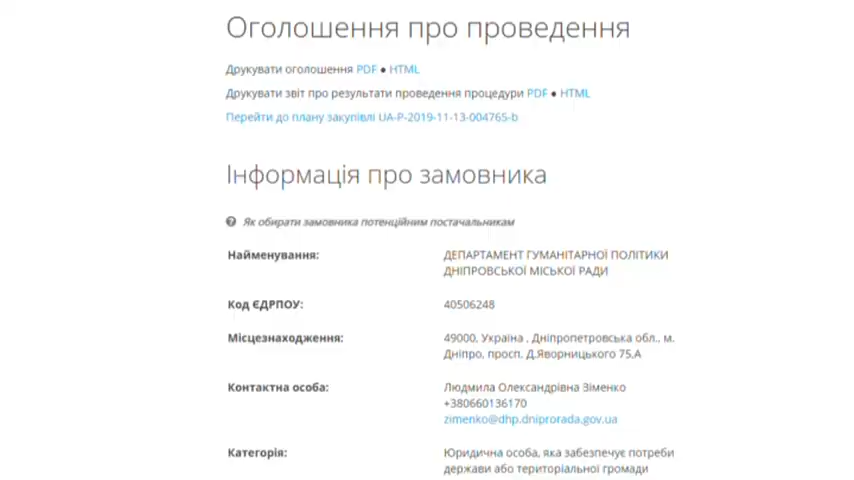 Оголошення про проведення
Друкувати оголошення PDF ● HTML
Друкувати звіт про результати проведення процедури PDF ● HTML
Перейти до плану закупівлі UA-P-2019-11-13-004765-b
Інформація про замовника
Як обирати замовника потенційним постачальникам
Найменування: ДЕПАРТАМЕНТ ГУМАНІТАРНОЇ ПОЛІТИКИ
ДНІПРОВСЬКОЇ МІСЬКОЇ РАДИ
Код ЄДРПОУ: 40506248
Місцезнаходження: 49000, Україна , Дніпропетровська обл., м.
Дніпро, просп. Д.Яворницького 75,А
Контактна особа: Людмила Олександрівна Зіменко
+380660136170
zimenko@dhp.dniprorada.gov.ua
Категорія: Юридична особа, яка забезпечує потреби
держави або територіальної громади